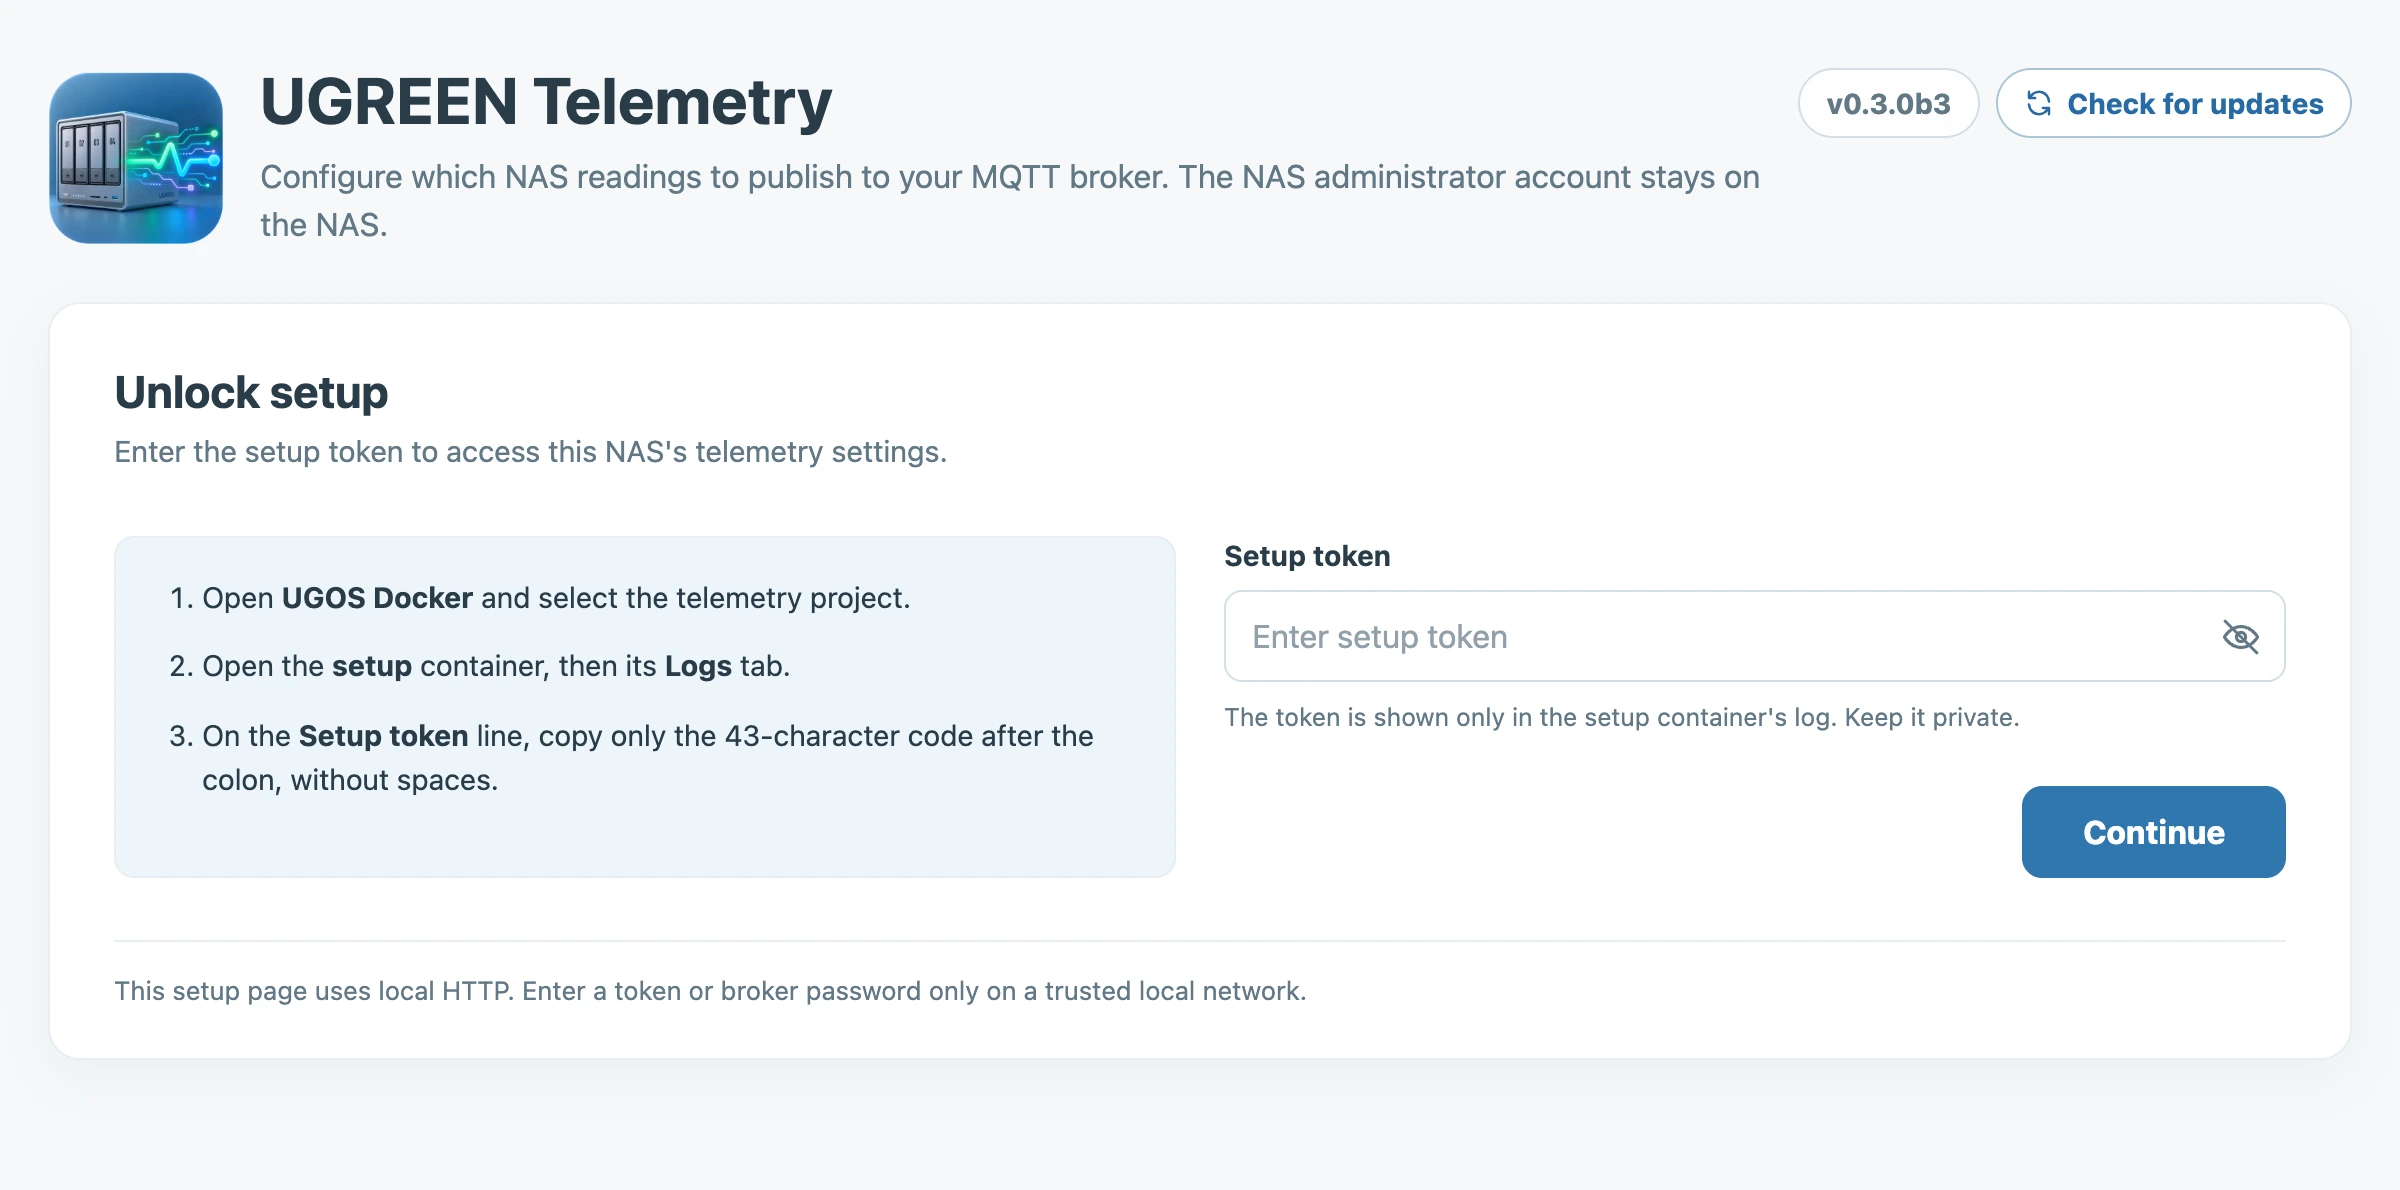 UGREEN Telemetry
v0.3.0b3
Check for updates
Configure which NAS readings to publish to your MQTT broker. The NAS administrator account stays on
the NAS.
Unlock setup
Enter the setup token to access this NAS's telemetry settings.
1. Open UGOS Docker and select the telemetry project.
2. Open the setup container, then its Logs tab.
3. On the Setup token line, copy only the 43-character code after the
colon, without spaces.
Setup token
Enter setup token
The token is shown only in the setup container's log. Keep it private.
Continue
This setup page uses local HTTP. Enter a token or broker password only on a trusted local network.